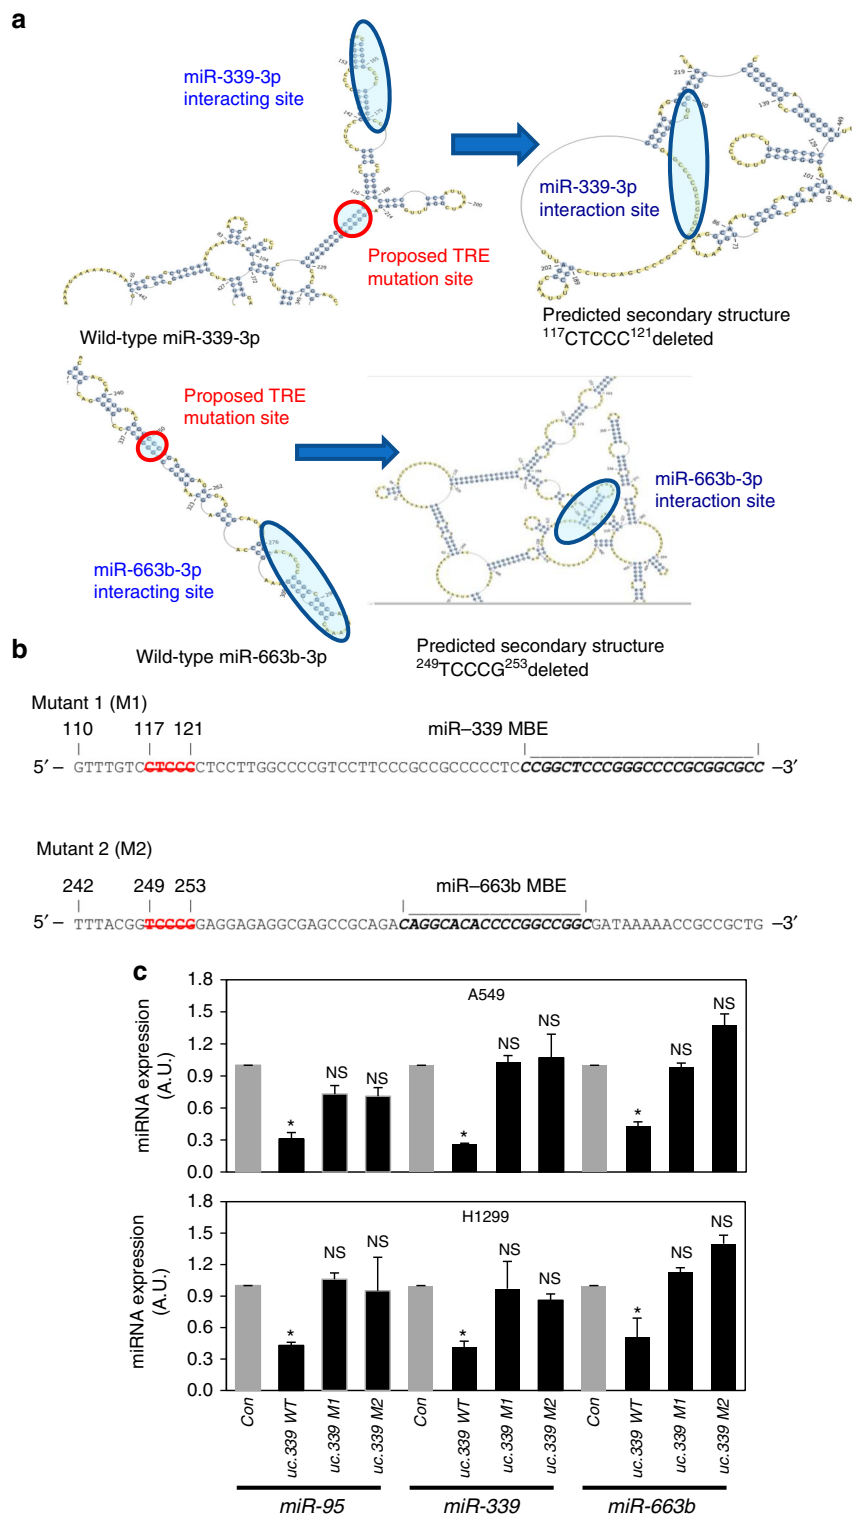 a
miR-339-3p
interacting site
Proposed TRE
mutation site
Wild-type miR-339-3p
miR-339-3p
interaction site
Predicted secondary structure
117CTCCC121deleted
Proposed TRE
mutation site
miR-663b-3p
interacting site
Wild-type miR-663b-3p
miR-663b-3p
interaction site
Predicted secondary structure
249TCCCG253deleted
b
Mutant 1 (M1)
110 117 121 miR–339 MBE
5′ – GTTTGTCCTCCCCTCCTTGGCCCCGTCCTTCCCGCCGCCCCCTCCCGGCTCCCGGGCCCCGCGGCGCC –3′
Mutant 2 (M2)
242 249 253 miR–663b MBE
5′ – TTTACGGTCCCGGAGGAGAGGCGAGCCGCAGACAGGCACACCCCGGCCGGCGATAAAAACCGCCGCTG –3′
c
A549
miRNA expression
(A.U.)
1.8
1.5
1.2
0.9
0.6
0.3
0.0
* NS NS * NS NS * NS NS
H1299
miRNA expression
(A.U.)
1.8
1.5
1.2
0.9
0.6
0.3
0.0
* NS NS * NS NS * NS NS
Con uc.339 WT uc.339 M1 uc.339 M2 Con uc.339 WT uc.339 M1 uc.339 M2 Con uc.339 WT uc.339 M1 uc.339 M2
miR-95 miR-339 miR-663b